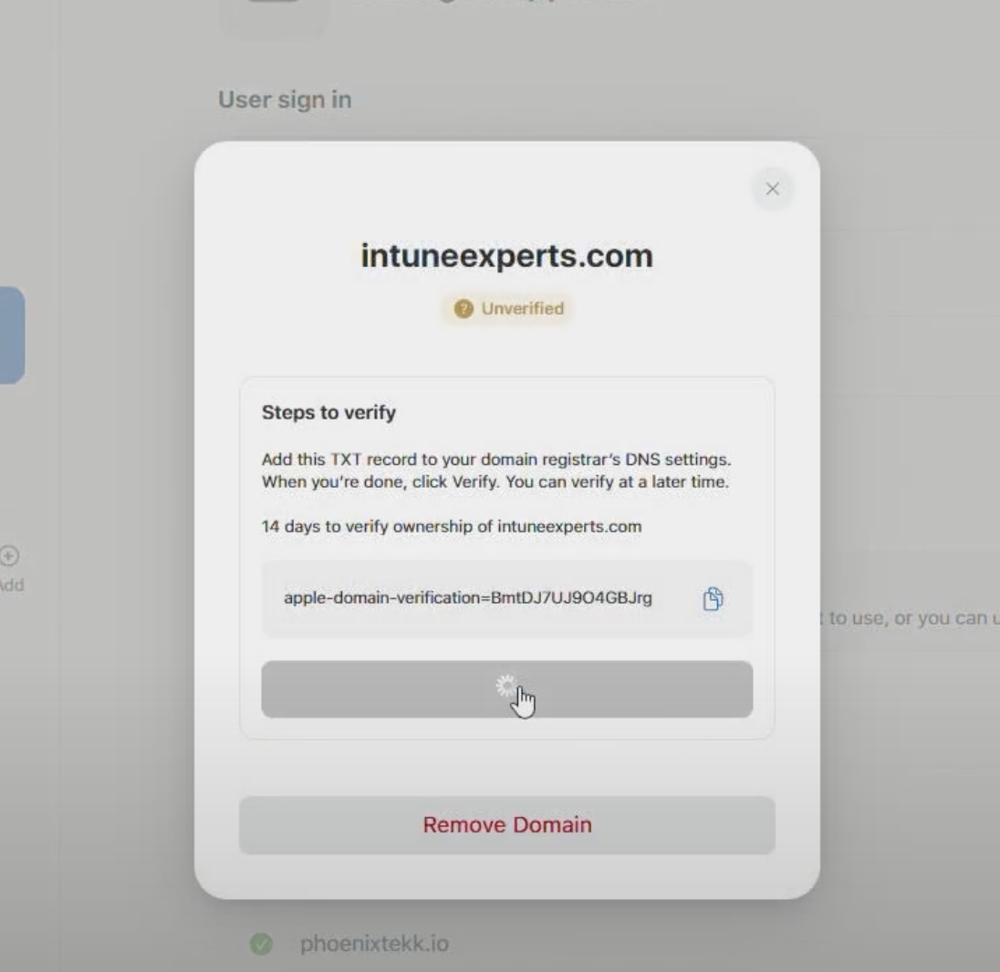 User sign in
intuneexperts.com
Unverified
Steps to verify
Add this TXT record to your domain registrar's DNS settings.
When you're done, click Verify. You can verify at a later time.
14 days to verify ownership of intuneexperts.com
apple-domain-verification=BmtDJ7UJ9O4GBJrg
Add
to use, or you can
Remove Domain
phoenixtekk.io